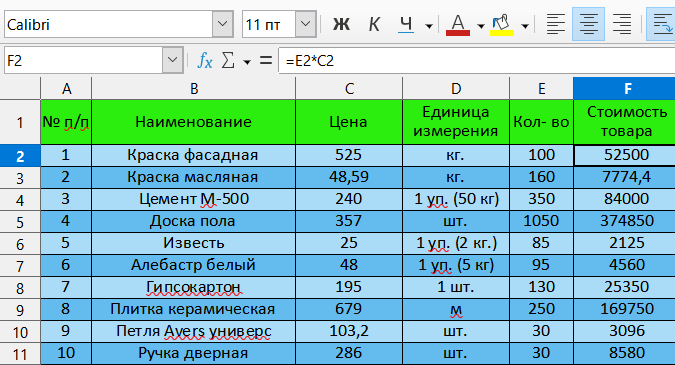 Calibri 11 пт Ж К Ч А
F2 fx Σ = =E2*C2
A B C D E F
1 № п/п Наименование Цена Единица измерения Кол- во Стоимость товара
2 1 Краска фасадная 525 кг. 100 52500
3 2 Краска масляная 48,59 кг. 160 7774,4
4 3 Цемент М-500 240 1 уп. (50 кг) 350 84000
5 4 Доска пола 357 шт. 1050 374850
6 5 Известь 25 1 уп. (2 кг.) 85 2125
7 6 Алебастр белый 48 1 уп. (5 кг) 95 4560
8 7 Гипсокартон 195 1 шт. 130 25350
9 8 Плитка керамическая 679 м 250 169750
10 9 Петля Avers универс 103,2 шт. 30 3096
11 10 Ручка дверная 286 шт. 30 8580